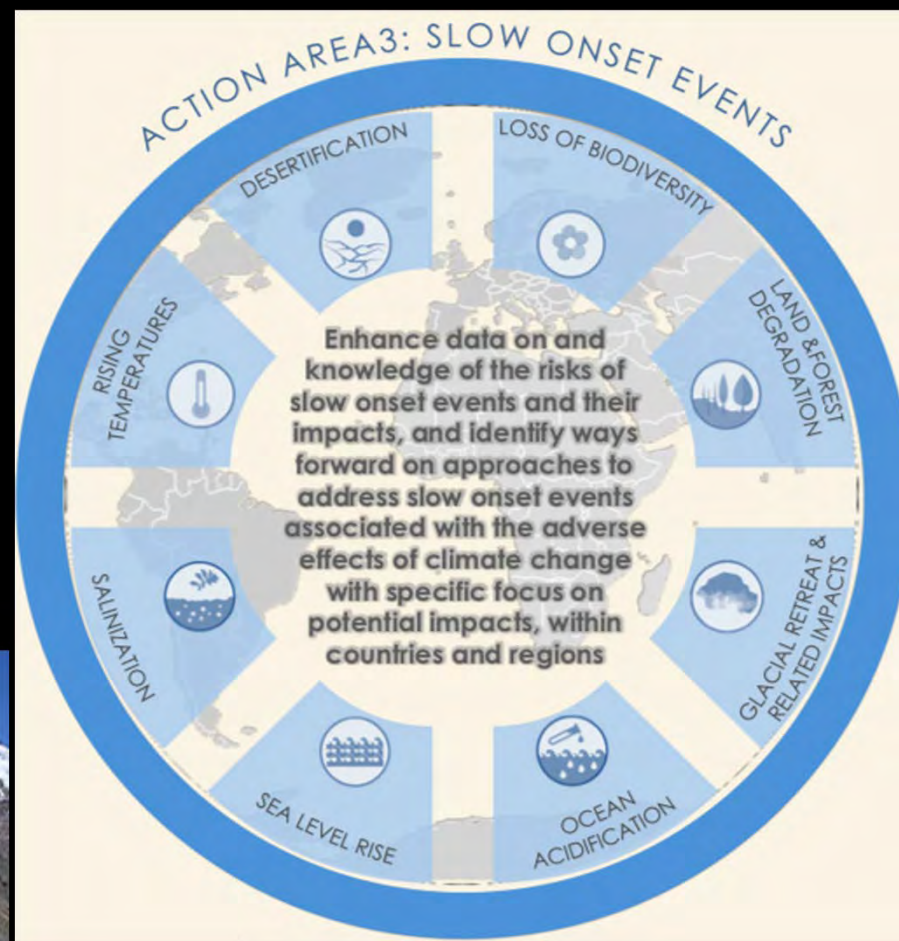 ACTION AREA3: SLOW ONSET EVENTS
DESERTIFICATION
LOSS OF BIODIVERSITY
RISING
TEMPERATURES
LAND &FOREST
DEGRADATION
Enhance data on and
knowledge of the risks of
slow onset events and their
impacts, and identify ways
forward on approaches to
address slow onset events
associated with the adverse
effects of climate change
with specific focus on
potential impacts, within
countries and regions
SALINIZATION
GLACIAL RETREAT &
RELATED IMPACTS
SEA LEVEL RISE
OCEAN
ACIDIFICATION